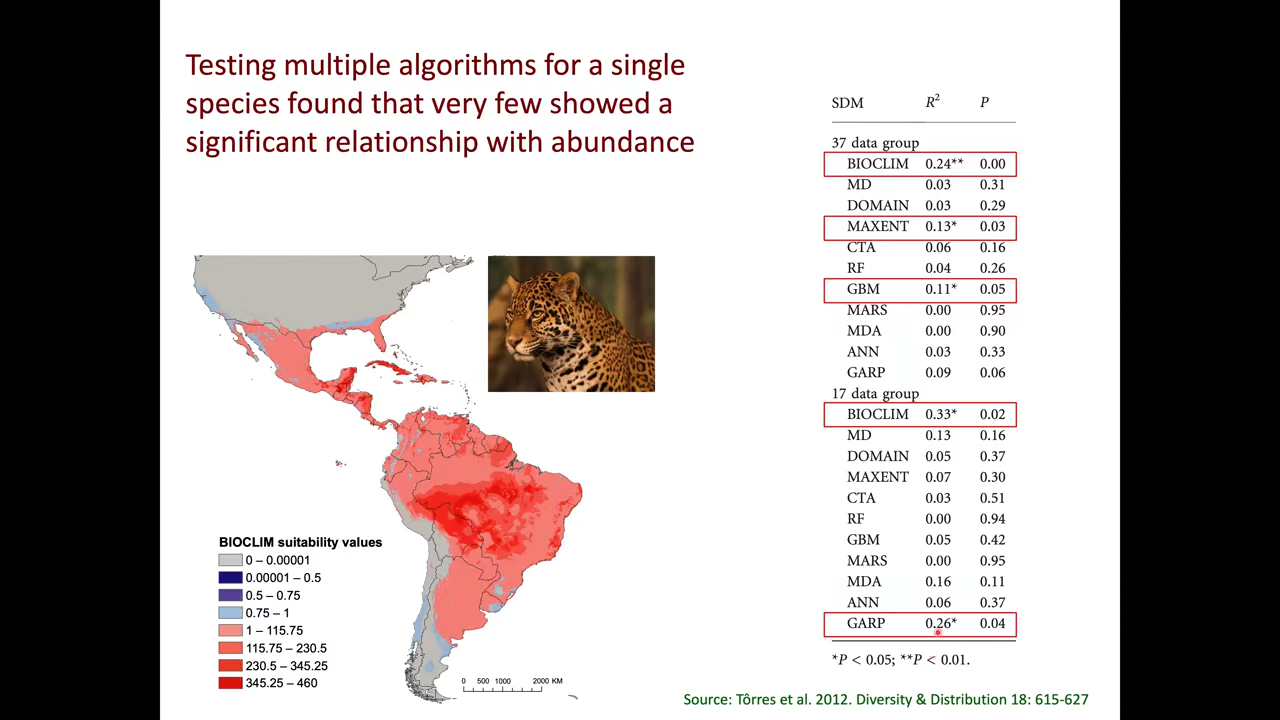 Testing multiple algorithms for a single
species found that very few showed a
significant relationship with abundance
SDM R² P
37 data group
BIOCLIM 0.24** 0.00
MD 0.03 0.31
DOMAIN 0.03 0.29
MAXENT 0.13* 0.03
CTA 0.06 0.16
RF 0.04 0.26
GBM 0.11* 0.05
MARS 0.00 0.95
MDA 0.00 0.90
ANN 0.03 0.33
GARP 0.09 0.06
17 data group
BIOCLIM 0.33* 0.02
MD 0.13 0.16
DOMAIN 0.05 0.37
MAXENT 0.07 0.30
CTA 0.03 0.51
RF 0.00 0.94
GBM 0.05 0.42
MARS 0.00 0.95
MDA 0.16 0.11
ANN 0.06 0.37
GARP 0.26* 0.04
*P < 0.05; **P < 0.01.
BIOCLIM suitability values
0 – 0.00001
0.00001 – 0.5
0.5 – 0.75
0.75 – 1
1 – 115.75
115.75 – 230.5
230.5 – 345.25
345.25 – 460
0 500 1000 2000 KM
Source: Tôrres et al. 2012. Diversity & Distribution 18: 615-627